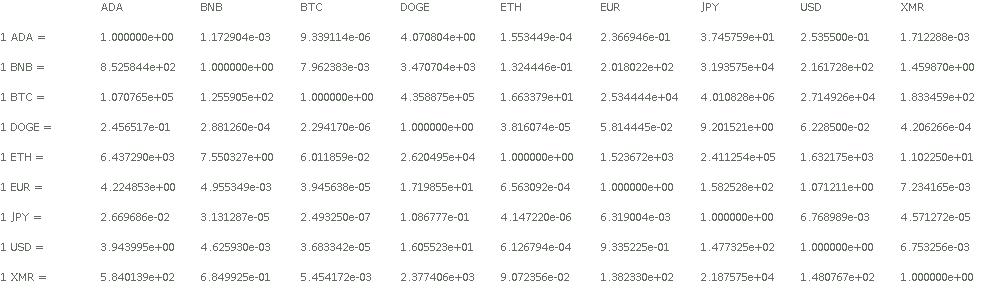 ADA BNB BTC DOGE ETH EUR JPY USD XMR
1 ADA = 1.000000e+00 1.172904e-03 9.339114e-06 4.070804e+00 1.553449e-04 2.366946e-01 3.745759e+01 2.535500e-01 1.712288e-03
1 BNB = 8.525844e+02 1.000000e+00 7.962383e-03 3.470704e+03 1.324446e-01 2.018022e+02 3.193575e+04 2.161728e+02 1.459870e+00
1 BTC = 1.070765e+05 1.255905e+02 1.000000e+00 4.358875e+05 1.663379e+01 2.534444e+04 4.010828e+06 2.714926e+04 1.833459e+02
1 DOGE = 2.456517e-01 2.881260e-04 2.294170e-06 1.000000e+00 3.816074e-05 5.814445e-02 9.201521e+00 6.228500e-02 4.206266e-04
1 ETH = 6.437290e+03 7.550327e+00 6.011859e-02 2.620495e+04 1.000000e+00 1.523672e+03 2.411254e+05 1.632175e+03 1.102250e+01
1 EUR = 4.224853e+00 4.955349e-03 3.945638e-05 1.719855e+01 6.563092e-04 1.000000e+00 1.582528e+02 1.071211e+00 7.234165e-03
1 JPY = 2.669686e-02 3.131287e-05 2.493250e-07 1.086777e-01 4.147220e-06 6.319004e-03 1.000000e+00 6.768989e-03 4.571272e-05
1 USD = 3.943995e+00 4.625930e-03 3.683342e-05 1.605523e+01 6.126794e-04 9.335225e-01 1.477325e+02 1.000000e+00 6.753256e-03
1 XMR = 5.840139e+02 6.849925e-01 5.454172e-03 2.377406e+03 9.072356e-02 1.382330e+02 2.187575e+04 1.480767e+02 1.000000e+00